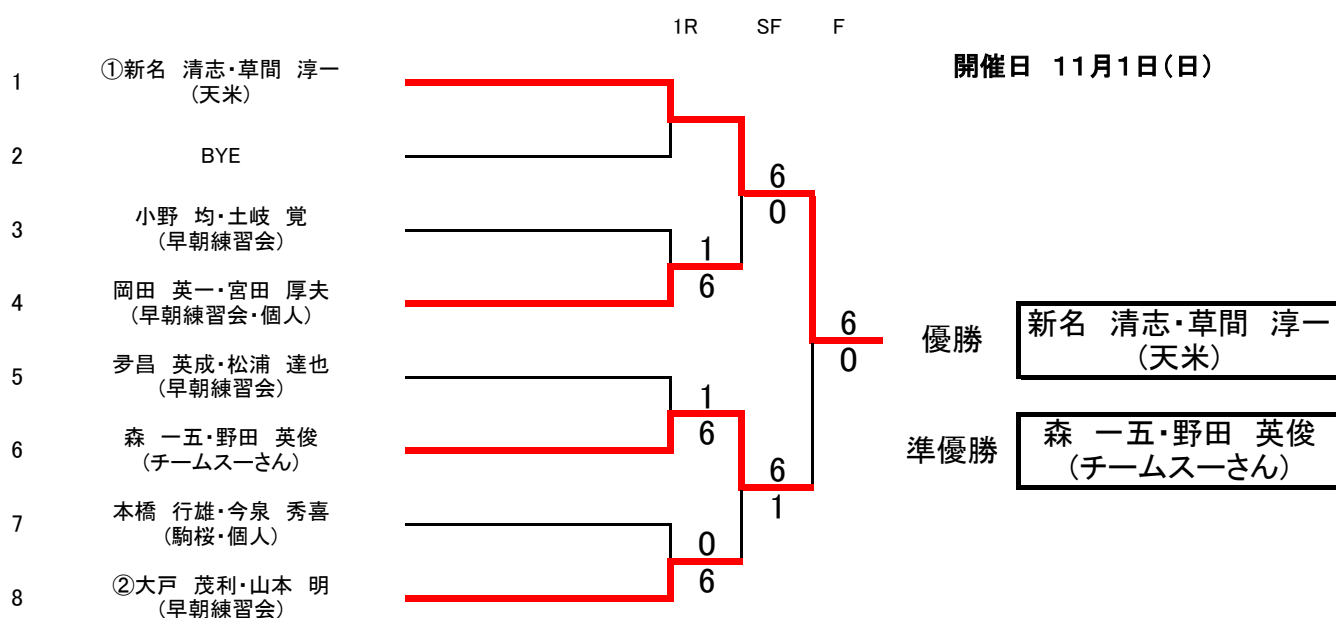 1R SF F
開催日 11月1日(日)
1 ①新名 清志・草間 淳一
(天米)
2 BYE
6
0
3 小野 均・土岐 覚
(早朝練習会)
1
6
4 岡田 英一・宮田 厚夫
(早朝練習会・個人)
6
0
優勝 新名 清志・草間 淳一
(天米)
5 夛昌 英成・松浦 達也
(早朝練習会)
1
6
6 森 一五・野田 英俊
(チームスーさん)
準優勝 森 一五・野田 英俊
(チームスーさん)
6
1
7 本橋 行雄・今泉 秀喜
(駒桜・個人)
0
6
8 ②大戸 茂利・山本 明
(早朝練習会)